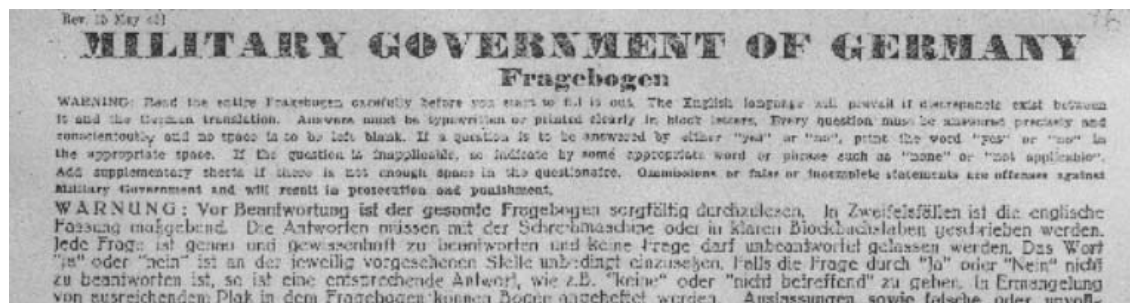 Rev. 15 May 45)
MILITARY GOVERNMENT OF GERMANY
Fragebogen
WARNING: Read the entire Fragebogen carefully before you start to fill it out. The English language will prevail if discrepancis exist between
it and the German translation. Answers must be typewritten or printed clearly in block letters. Every question must be answered precisely and
conscientously and no space is to be left blank. If a question is to be answered by either "yes" or "no", print the word "yes" or "no" in
the appropriate space. If the question is inapplicable, so indicate by some appropriate word or phrase such as "none" or "not applicable".
Add supplementary sheets if there is not enough space in the questionaire. Ommissions or false or incomplete statements are offenses against
Military Government and will result in prosecution and punishment.
WARNUNG: Vor Beantwortung ist der gesamte Fragebogen sorgfältig durchzulesen. In Zweifelsfällen ist die englische
Fassung maßgebend. Die Antworten müssen mit der Schreibmaschine oder in klaren Blockbuchstaben geschrieben werden.
Jede Frage ist genau und gewissenhaft zu beantworten und keine Frage darf unbeantwortet gelassen werden. Das Wort
"ja" oder "nein" ist an der jeweilig vorgesehenen Stelle unbedingt einzusetzen. Falls die Frage durch "Ja" oder "Nein" nicht
zu beantworten ist, so ist eine entsprechende Antwort, wie z.B. "keine" oder "nicht betreffend" zu geben. In Ermangelung
von ausreichendem Platz in dem Fragebogen können Bogen angeheftet werden. Auslassungen sowie falsche oder